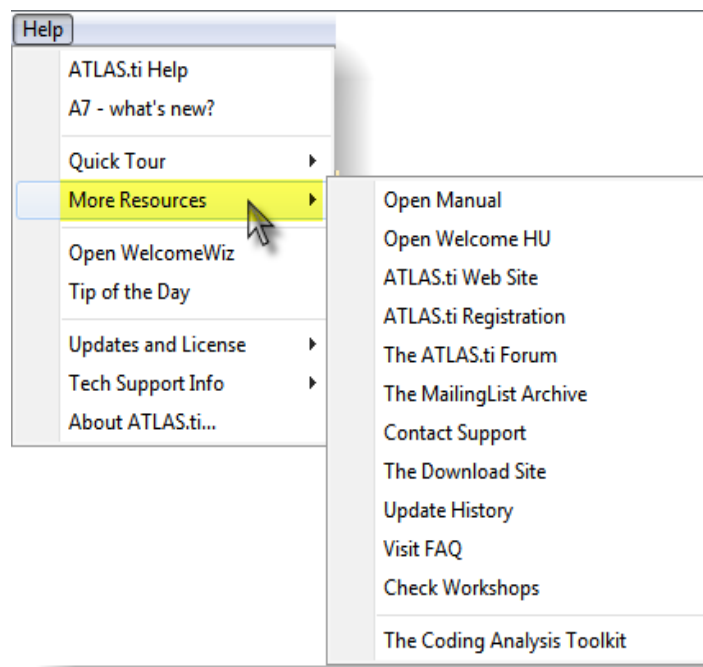 Help
ATLAS.ti Help
A7 - what's new?
Quick Tour
More Resources
Open WelcomeWiz
Tip of the Day
Updates and License
Tech Support Info
About ATLAS.ti...
Open Manual
Open Welcome HU
ATLAS.ti Web Site
ATLAS.ti Registration
The ATLAS.ti Forum
The MailingList Archive
Contact Support
The Download Site
Update History
Visit FAQ
Check Workshops
The Coding Analysis Toolkit